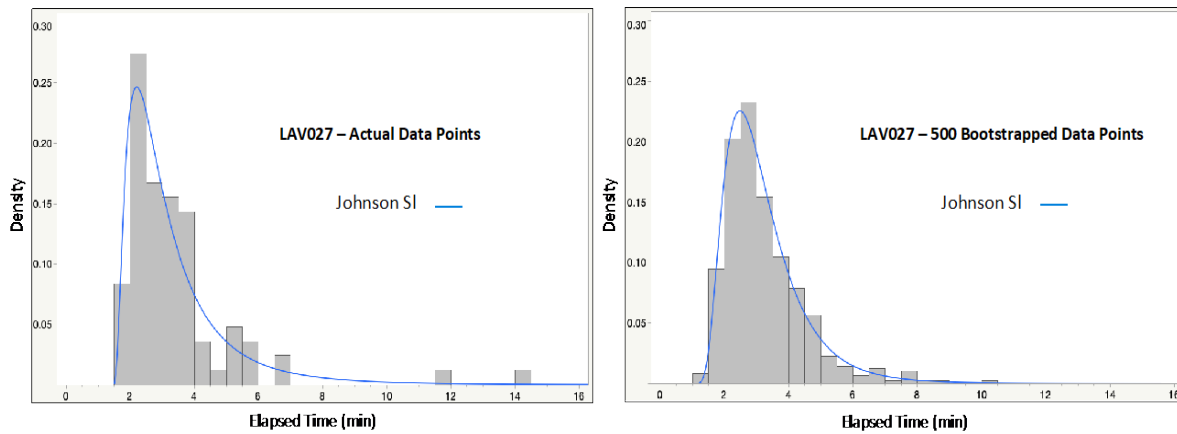 0.30
0.25
0.20
0.15
0.10
0.05
Density
LAV027 – Actual Data Points
Johnson Sl
0 2 4 6 8 10 12 14 16
Elapsed Time (min)
0.30
0.25
0.20
0.15
0.10
0.05
Density
LAV027 – 500 Bootstrapped Data Points
Johnson Sl
0 2 4 6 8 10 12 14 16
Elapsed Time (min)